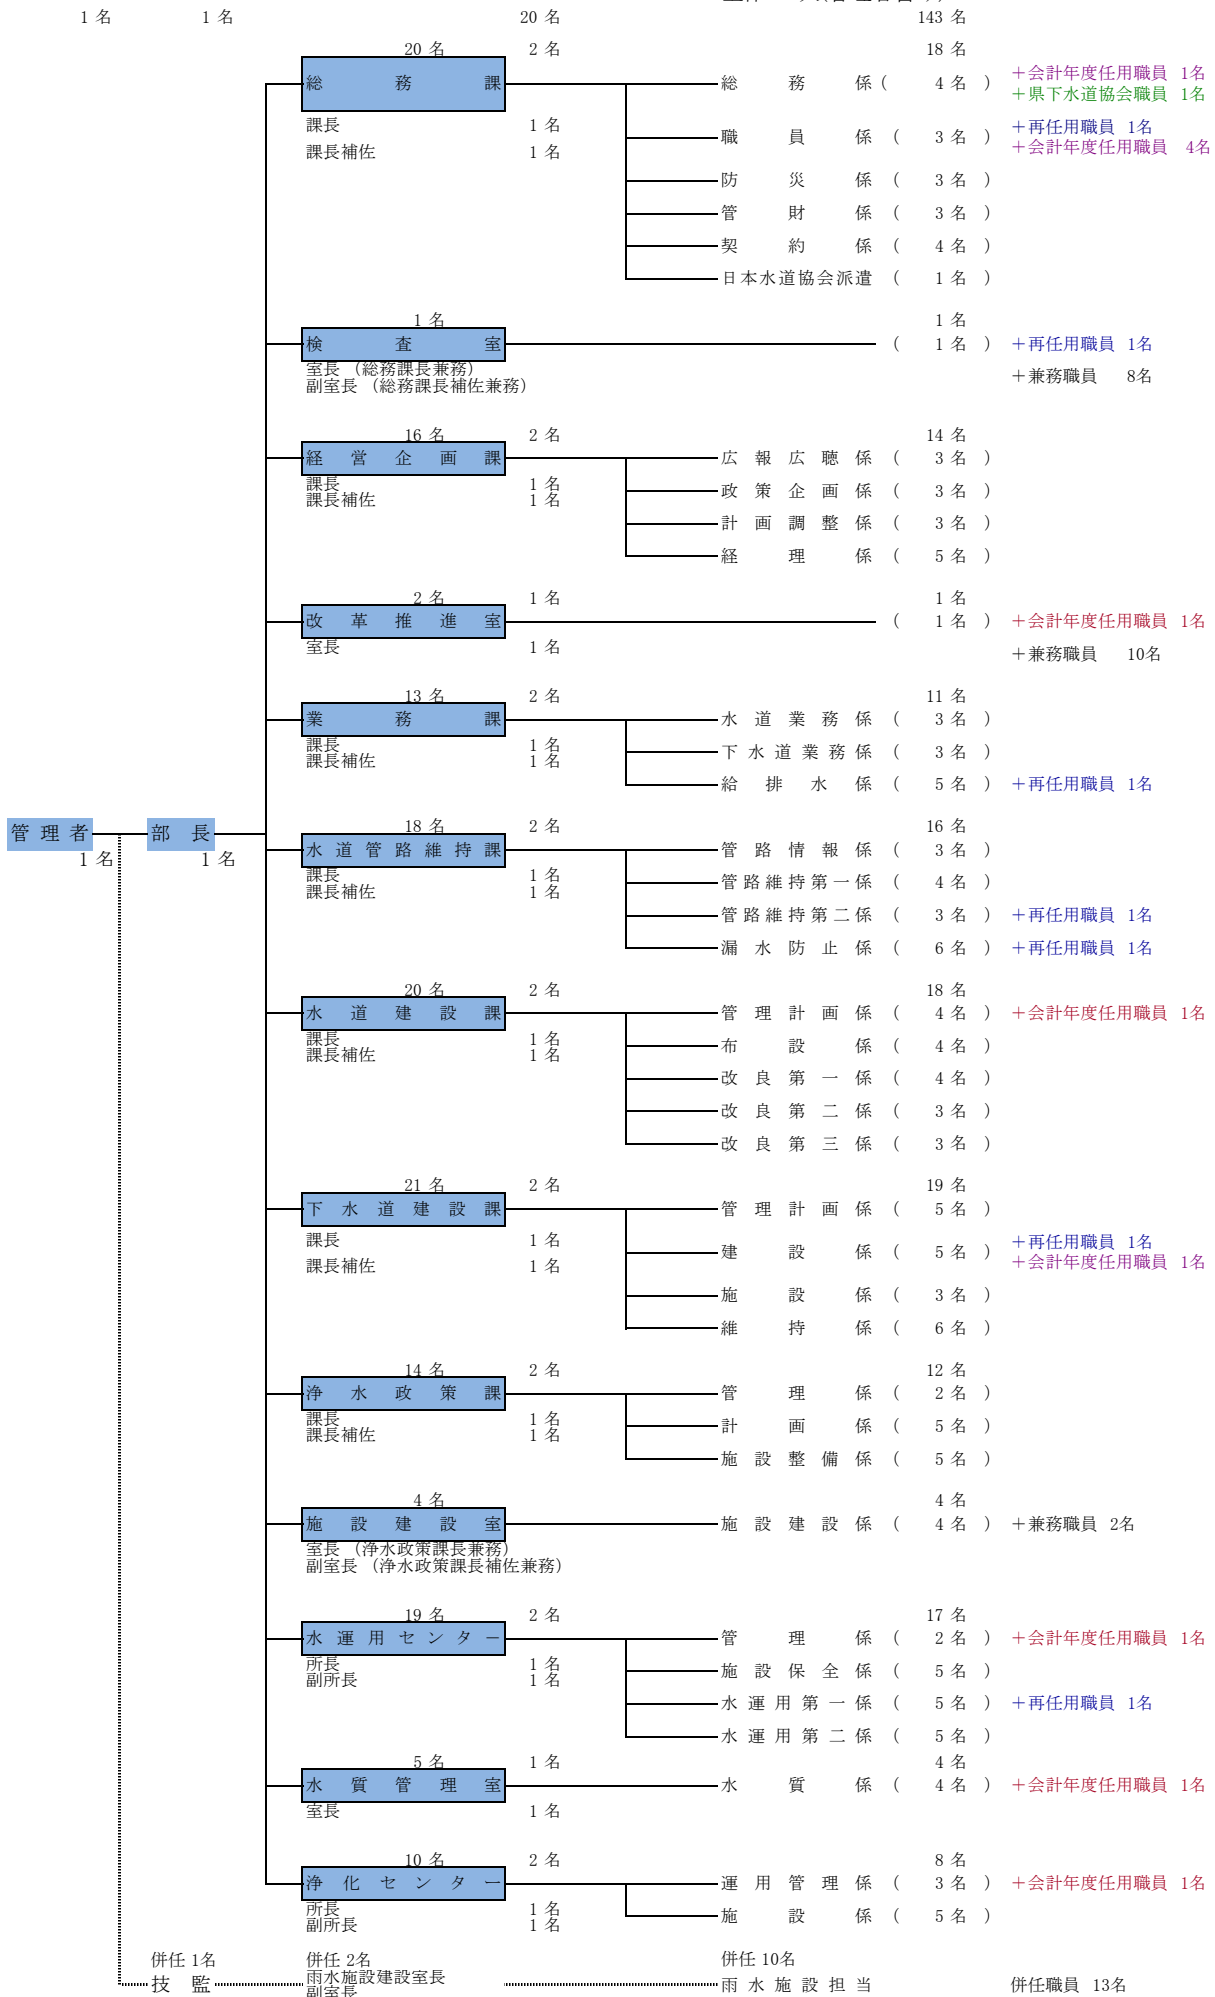 1 名 1 名 20 名 143 名
20 名 2 名 18 名
総務課 総務係 ( 4 名 ) ＋会計年度任用職員 1名
＋県下水道協会職員 1名
課長 1 名
職員係 ( 3 名 ) ＋再任用職員 1名
＋会計年度任用職員 4名
課長補佐 1 名
防災係 ( 3 名 )
管財係 ( 3 名 )
契約係 ( 4 名 )
日本水道協会派遣 ( 1 名 )
1 名 1 名
検査室 ( 1 名 ) ＋再任用職員 1名
室長 （総務課長兼務）
副室長 （総務課長補佐兼務） ＋兼務職員 8名
16 名 2 名 14 名
経営企画課 広報広聴係 ( 3 名 )
課長 1 名
課長補佐 1 名
政策企画係 ( 3 名 )
計画調整係 ( 3 名 )
経理係 ( 5 名 )
2 名 1 名 1 名
改革推進室 ( 1 名 ) ＋会計年度任用職員 1名
室長 1 名 ＋兼務職員 10名
13 名 2 名 11 名
業務課 水道業務係 ( 3 名 )
課長 1 名
課長補佐 1 名
下水道業務係 ( 3 名 )
給排水係 ( 5 名 ) ＋再任用職員 1名
管理者 部長
1 名 1 名
18 名 2 名 16 名
水道管路維持課 管路情報係 ( 3 名 )
課長 1 名
課長補佐 1 名
管路維持第一係 ( 4 名 )
管路維持第二係 ( 3 名 ) ＋再任用職員 1名
漏水防止係 ( 6 名 ) ＋再任用職員 1名
20 名 2 名 18 名
水道建設課 管理計画係 ( 4 名 ) ＋会計年度任用職員 1名
課長 1 名
課長補佐 1 名
布設係 ( 4 名 )
改良第一係 ( 4 名 )
改良第二係 ( 3 名 )
改良第三係 ( 3 名 )
21 名 2 名 19 名
下水道建設課 管理計画係 ( 5 名 )
課長 1 名
建設係 ( 5 名 ) ＋再任用職員 1名
＋会計年度任用職員 1名
課長補佐 1 名
施設係 ( 3 名 )
維持係 ( 6 名 )
14 名 2 名 12 名
浄水政策課 管理係 ( 2 名 )
課長 1 名
課長補佐 1 名
計画係 ( 5 名 )
施設整備係 ( 5 名 )
4 名 4 名
施設建設室 施設建設係 ( 4 名 ) ＋兼務職員 2名
室長 （浄水政策課長兼務）
副室長 （浄水政策課長補佐兼務）
19 名 2 名 17 名
水運用センター 管理係 ( 2 名 ) ＋会計年度任用職員 1名
所長 1 名
副所長 1 名
施設保全係 ( 5 名 )
水運用第一係 ( 5 名 ) ＋再任用職員 1名
水運用第二係 ( 5 名 )
5 名 1 名 4 名
水質管理室 水質係 ( 4 名 ) ＋会計年度任用職員 1名
室長 1 名
10 名 2 名 8 名
浄化センター 運用管理係 ( 3 名 ) ＋会計年度任用職員 1名
所長 1 名
副所長 1 名
施設係 ( 5 名 )
併任 1名 併任 2名 併任 10名
技監 雨水施設建設室長 雨水施設担当 併任職員 13名
副室長